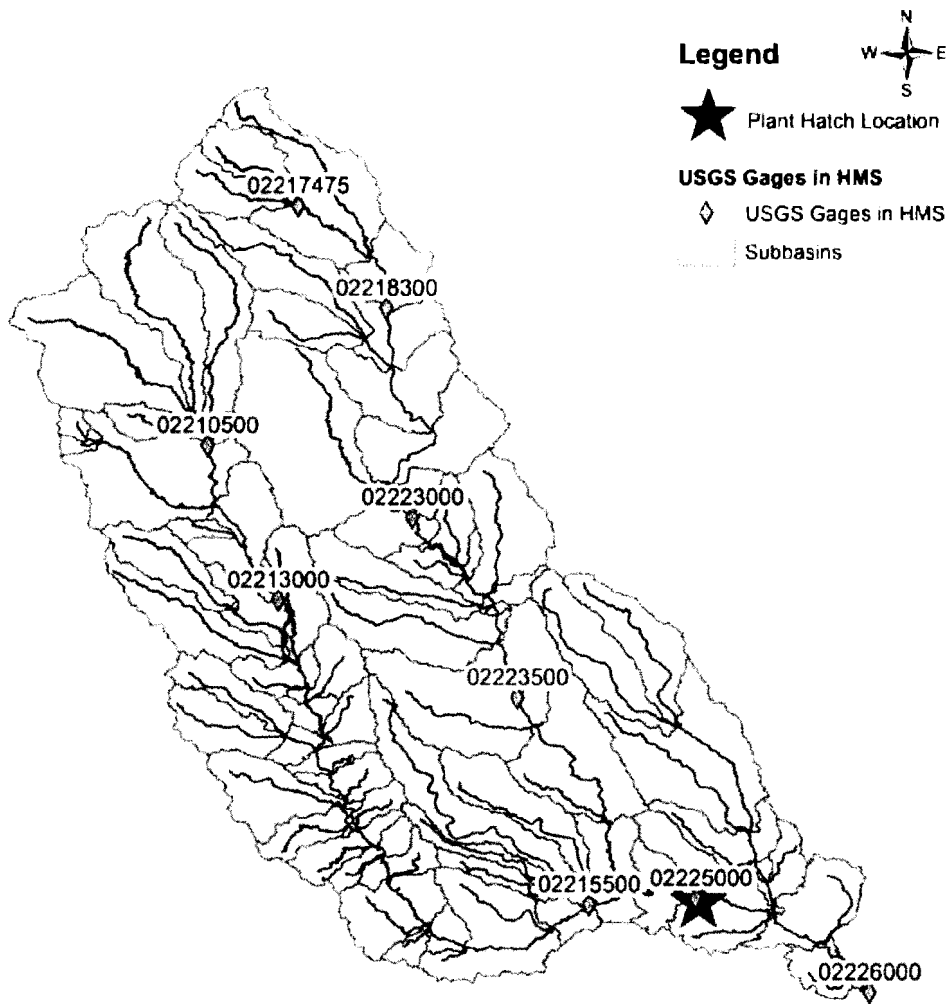 N
Legend
W E
S
Plant Hatch Location
USGS Gages in HMS
USGS Gages in HMS
Subbasins
02217475
02218300
02210500
02223000
02213000
02223500
02215500
02225000
02226000